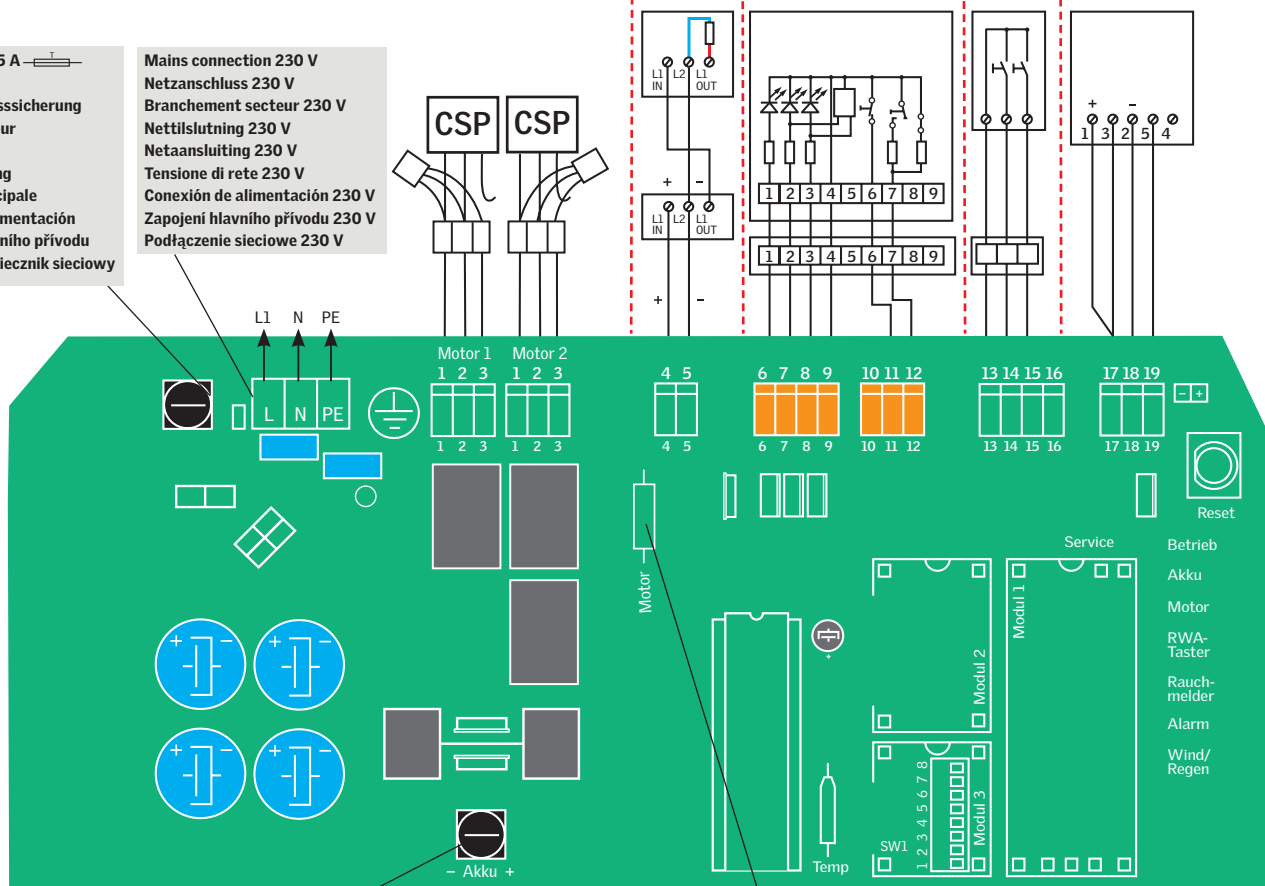 5 A T
sssicherung
ur
ng
cipale
imentación
vního přívodu
iecznik sieciowy
Mains connection 230 V
Netzanschluss 230 V
Branchement secteur 230 V
Nettilslutning 230 V
Netaansluiting 230 V
Tensione di rete 230 V
Conexión de alimentación 230 V
Zapojení hlavního přívodu 230 V
Podłączenie sieciowe 230 V
CSP CSP
L1 IN L2 L1 OUT
+ −
L1 IN L2 L1 OUT
+ −
1 2 3 4 5 6 7 8 9
1 2 3 4 5 6 7 8 9
+ −
1 3 2 5 4
L1 N PE
L N PE
Motor 1 Motor 2
1 2 3 1 2 3 4 5 6 7 8 9 10 11 12 13 14 15 16 17 18 19
1 2 3 1 2 3 4 5 6 7 8 9 10 11 12 13 14 15 16 17 18 19
− +
Reset
Motor
Service
Betrieb
Akku
Motor
RWA-
Taster
Rauch-
melder
Alarm
Wind/
Regen
Modul 1
Modul 2
Modul 3
+ − + −
+ − + −
+
SW1
1 2 3 4 5 6 7 8
Temp
− Akku +